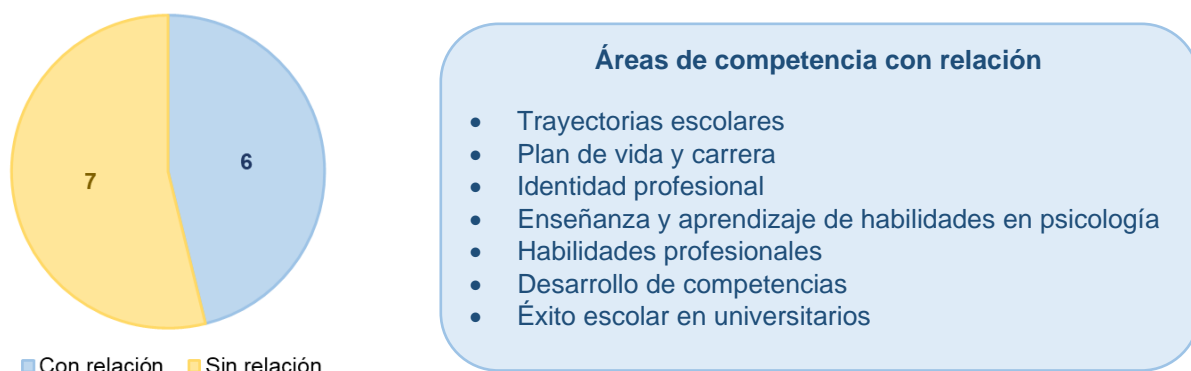 6
7
Con relación Sin relación
Áreas de competencia con relación
• Trayectorias escolares
• Plan de vida y carrera
• Identidad profesional
• Enseñanza y aprendizaje de habilidades en psicología
• Habilidades profesionales
• Desarrollo de competencias
• Éxito escolar en universitarios